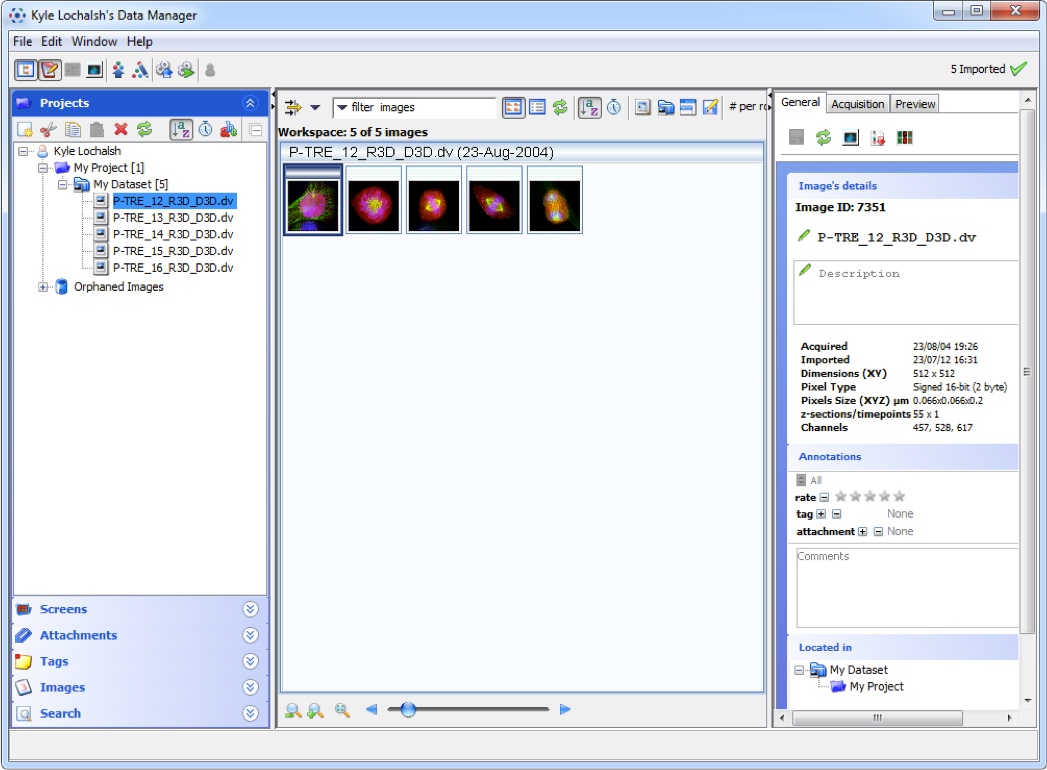 Kyle Lochalsh's Data Manager
File Edit Window Help
5 Imported
Projects
Kyle Lochalsh
My Project [1]
My Dataset [5]
P-TRE_12_R3D_D3D.dv
P-TRE_13_R3D_D3D.dv
P-TRE_14_R3D_D3D.dv
P-TRE_15_R3D_D3D.dv
P-TRE_16_R3D_D3D.dv
Orphaned Images
Screens
Attachments
Tags
Images
Search
filter images
# per ro
Workspace: 5 of 5 images
P-TRE_12_R3D_D3D.dv (23-Aug-2004)
General Acquisition Preview
Image's details
Image ID: 7351
P-TRE_12_R3D_D3D.dv
Description
Acquired 23/08/04 19:26
Imported 23/07/12 16:31
Dimensions (XY) 512 x 512
Pixel Type Signed 16-bit (2 byte)
Pixels Size (XYZ) µm 0.066x0.066x0.2
z-sections/timepoints 55 x 1
Channels 457, 528, 617
Annotations
All
rate
tag None
attachment None
Comments
Located in
My Dataset
My Project